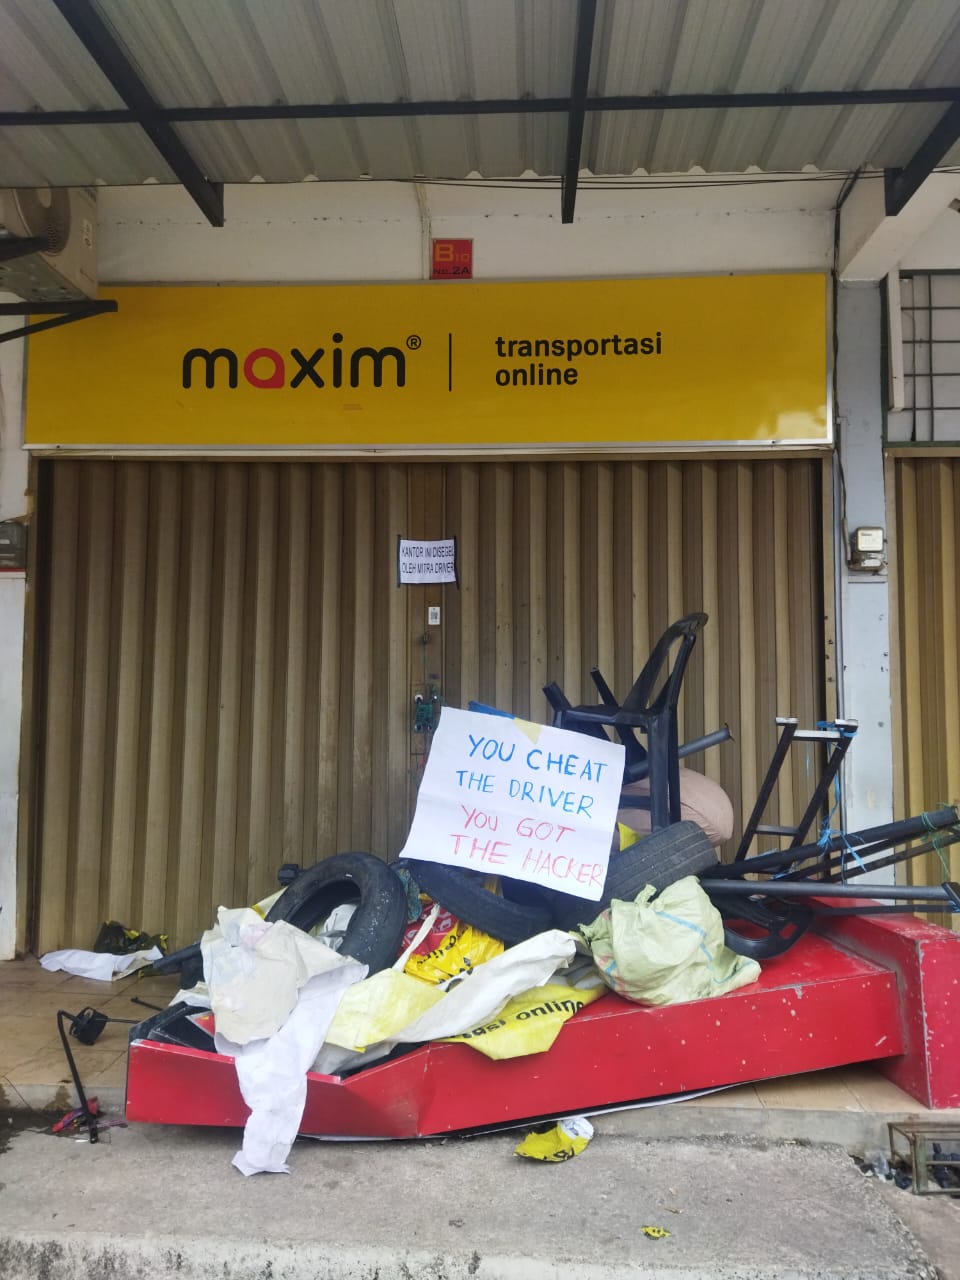 B10
No.2A
maxim®
transportasi
online
KANTOR INI DISEGEL
OLEH MITRA DRIVER
YOU CHEAT
THE DRIVER
YOU GOT
THE HACKER
online